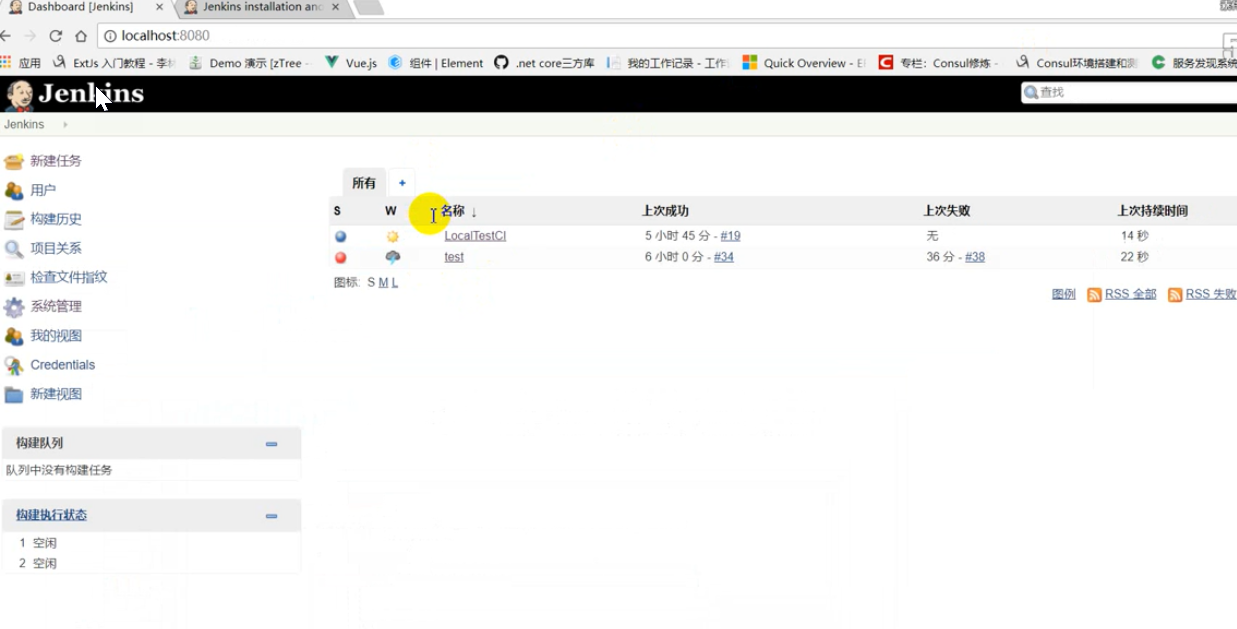 Dashboard [Jenkins] × Jenkins installation and ×
localhost:8080
应用 ExtJs 入门教程 - 李 Demo 演示 [zTree - Vue.js 组件 | Element .net core三方库 我的工作记录 - 工作 Quick Overview - E 专栏：Consul修炼 - Consul环境搭建和 服务发现系统
Jenkins 查找
Jenkins
新建任务
用户
构建历史
项目关系
检查文件指纹
系统管理
我的视图
Credentials
新建视图
构建队列
队列中没有构建任务
构建执行状态
1 空闲
2 空闲
所有 +
S W 名称 ↓ 上次成功 上次失败 上次持续时间
LocalTestCI 5 小时 45 分 - #19 无 14 秒
test 6 小时 0 分 - #34 36 分 - #38 22 秒
图标: S M L
图例 RSS 全部 RSS 失败